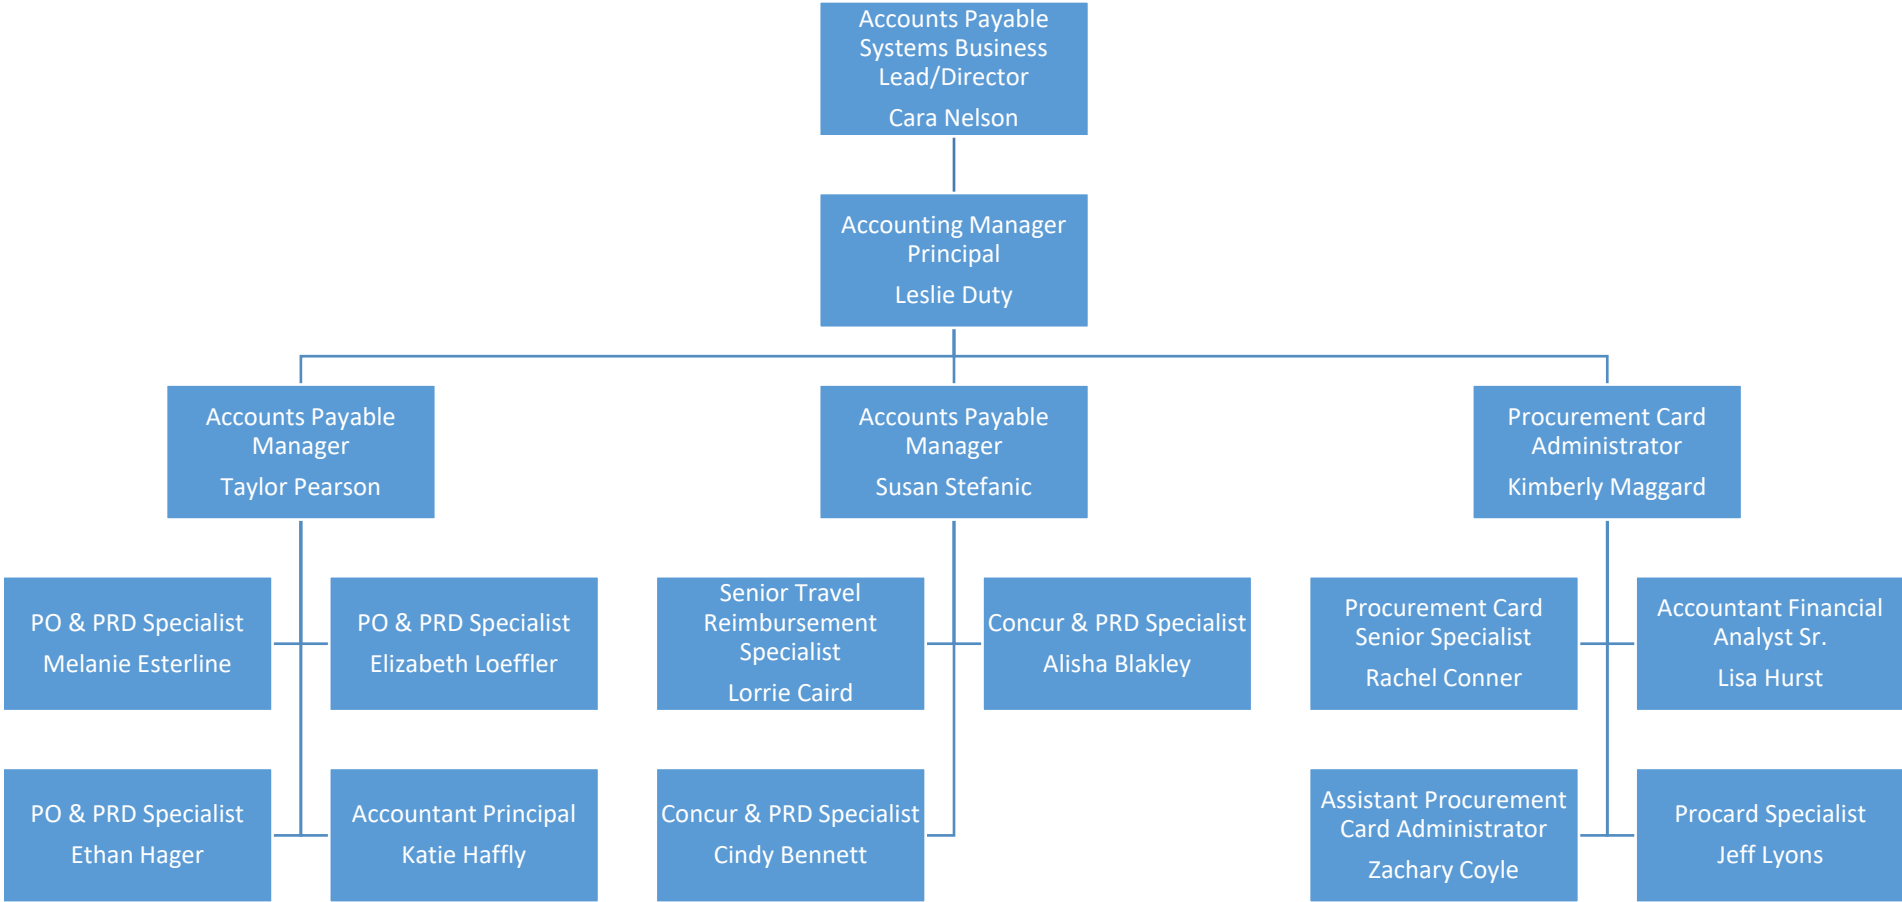 Accounts Payable
Systems Business
Lead/Director
Cara Nelson
Accounting Manager
Principal
Leslie Duty
Accounts Payable
Manager
Taylor Pearson
Accounts Payable
Manager
Susan Stefanic
Procurement Card
Administrator
Kimberly Maggard
PO & PRD Specialist
Melanie Esterline
PO & PRD Specialist
Elizabeth Loeffler
Senior Travel
Reimbursement
Specialist
Lorrie Caird
Concur & PRD Specialist
Alisha Blakley
Procurement Card
Senior Specialist
Rachel Conner
Accountant Financial
Analyst Sr.
Lisa Hurst
PO & PRD Specialist
Ethan Hager
Accountant Principal
Katie Haffly
Concur & PRD Specialist
Cindy Bennett
Assistant Procurement
Card Administrator
Zachary Coyle
Procard Specialist
Jeff Lyons